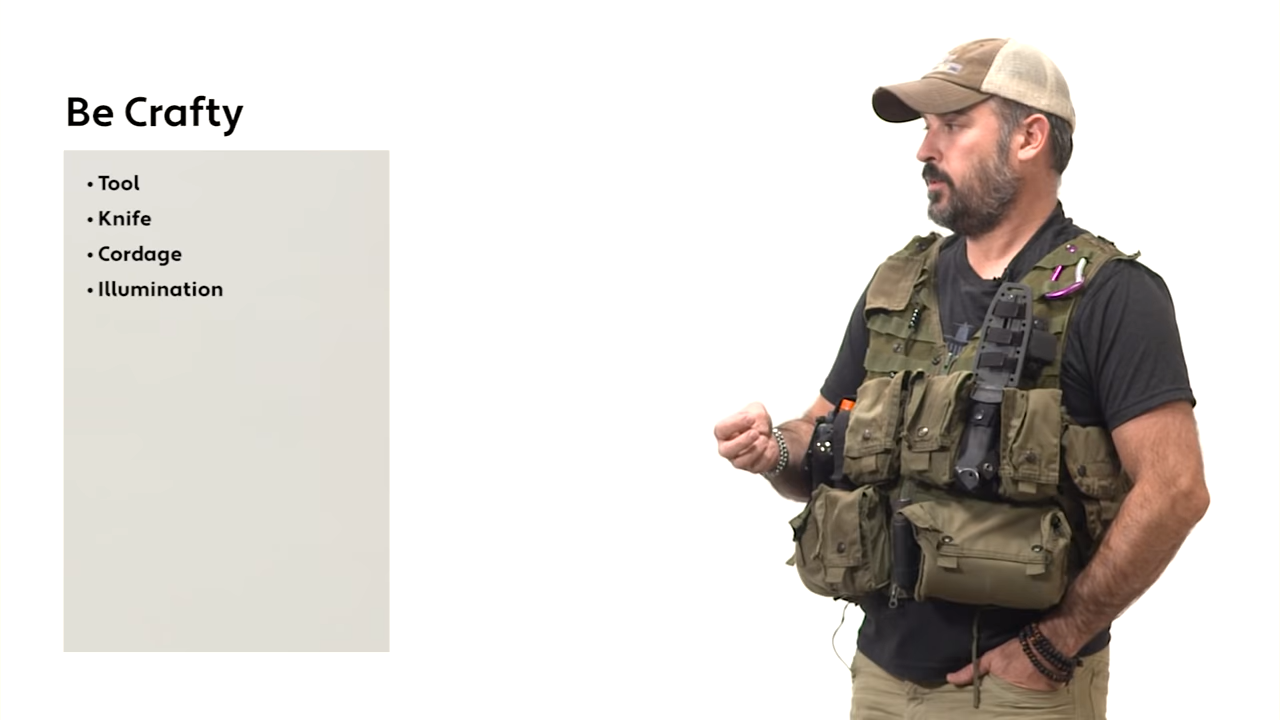 Be Crafty
• Tool
• Knife
• Cordage
• Illumination